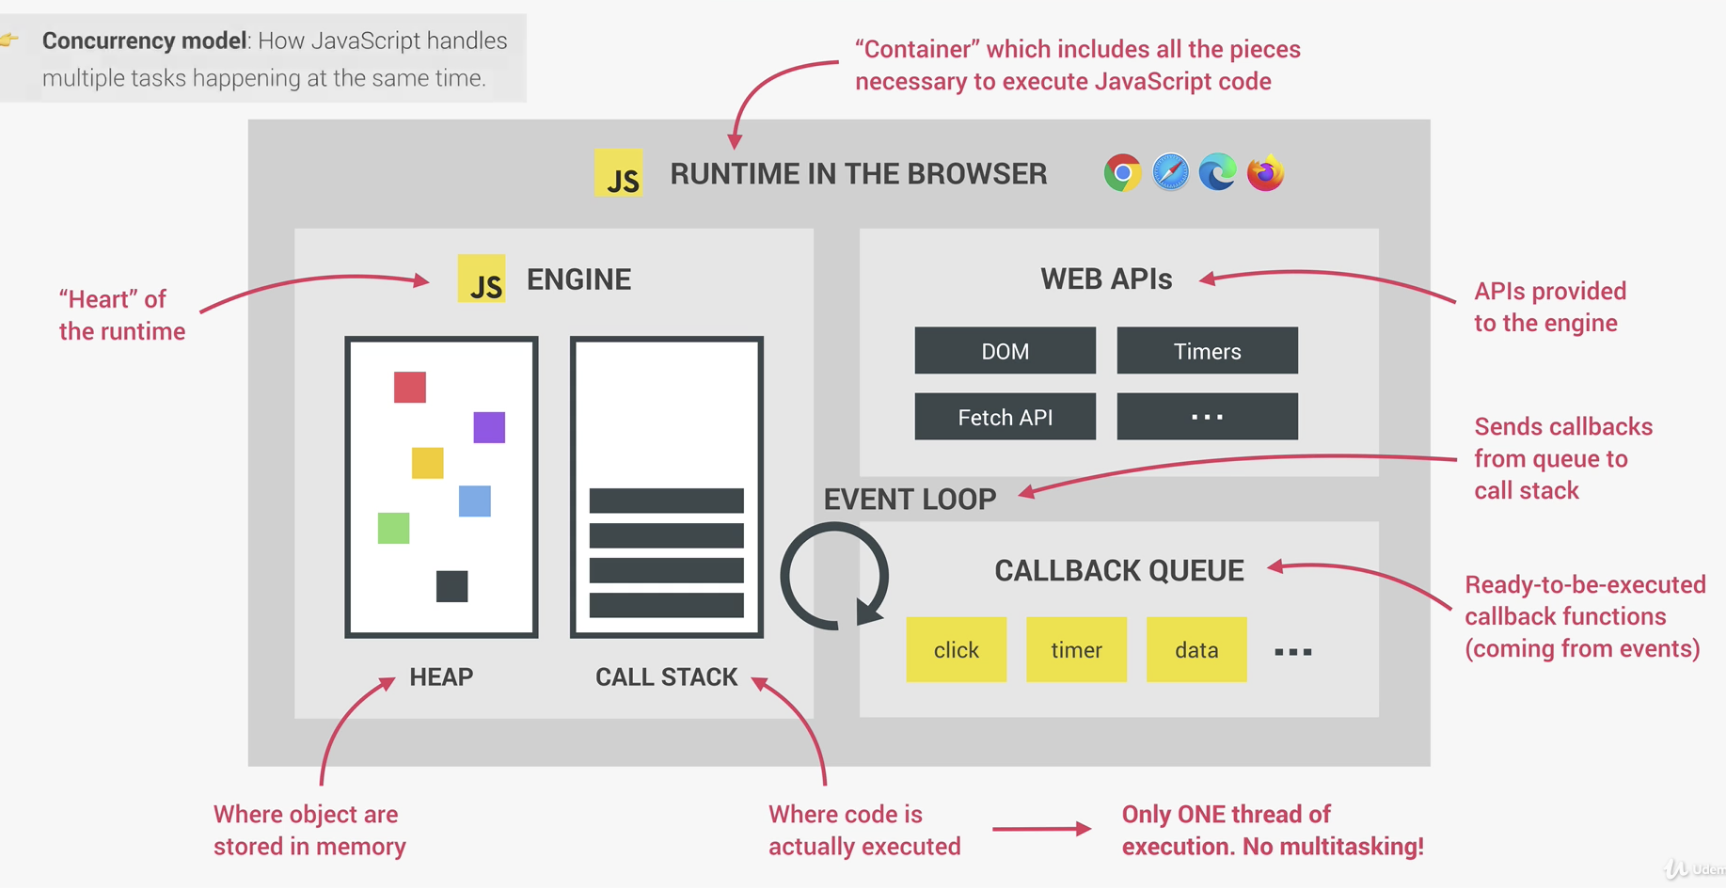 👉 Concurrency model: How JavaScript handles
multiple tasks happening at the same time.
“Container” which includes all the pieces
necessary to execute JavaScript code
JS RUNTIME IN THE BROWSER
“Heart” of
the runtime
JS ENGINE
HEAP
CALL STACK
WEB APIs
DOM
Timers
Fetch API
...
APIs provided
to the engine
EVENT LOOP
Sends callbacks
from queue to
call stack
CALLBACK QUEUE
click
timer
data
...
Ready-to-be-executed
callback functions
(coming from events)
Where object are
stored in memory
Where code is
actually executed
Only ONE thread of
execution. No multitasking!
Udem